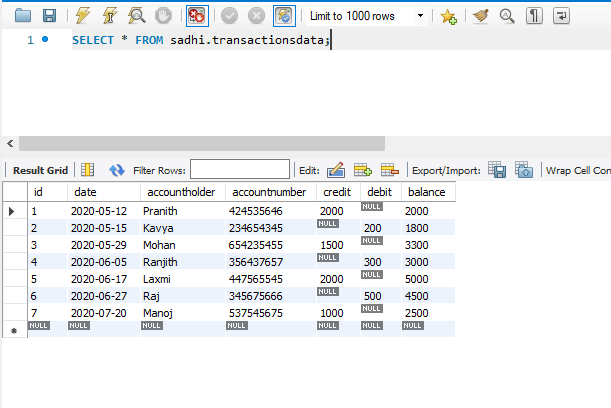 Limit to 1000 rows
1 SELECT * FROM sadhi.transactionsdata;
Result Grid Filter Rows: Edit: Export/Import: Wrap Cell Con
id date accountholder accountnumber credit debit balance
1 2020-05-12 Pranith 424535646 2000 NULL 2000
2 2020-05-15 Kavya 234654345 NULL 200 1800
3 2020-05-29 Mohan 654235455 1500 NULL 3300
4 2020-06-05 Ranjith 356437657 NULL 300 3000
5 2020-06-17 Laxmi 447565545 2000 NULL 5000
6 2020-06-27 Raj 345675666 NULL 500 4500
7 2020-07-20 Manoj 537545675 1000 NULL 2500
NULL NULL NULL NULL NULL NULL NULL